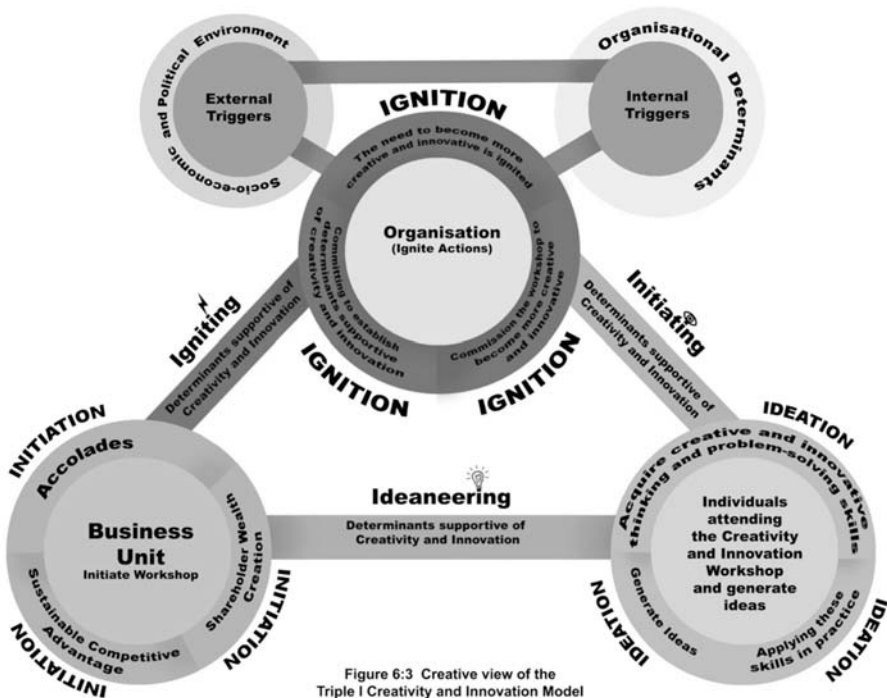 Socio-economic and Political Environment
External
Triggers
Organisational Determinants
Internal
Triggers
IGNITION
The need to become more
creative and innovative is ignited
Organisation
(Ignite Actions)
Committing to establish
determinants supportive
of creativity and innovation
Commission the workshop to
become more creative
and innovative
IGNITION
IGNITION
Igniting
Determinants supportive of
Creativity and Innovation
Initiating
Determinants supportive of
Creativity and Innovation
INITIATION
Accolades
Business
Unit
Initiate Workshop
Shareholder Wealth
Creation
Sustainable Competitive
Advantage
INITIATION
INITIATION
Ideaneering
Determinants supportive of
Creativity and Innovation
IDEATION
Acquire creative and innovative
thinking and problem-solving skills
Individuals
attending
the Creativity
and Innovation
Workshop
and generate
ideas
Generate Ideas
Applying these
skills in practice
IDEATION
IDEATION
Figure 6:3 Creative view of the
Triple I Creativity and Innovation Model